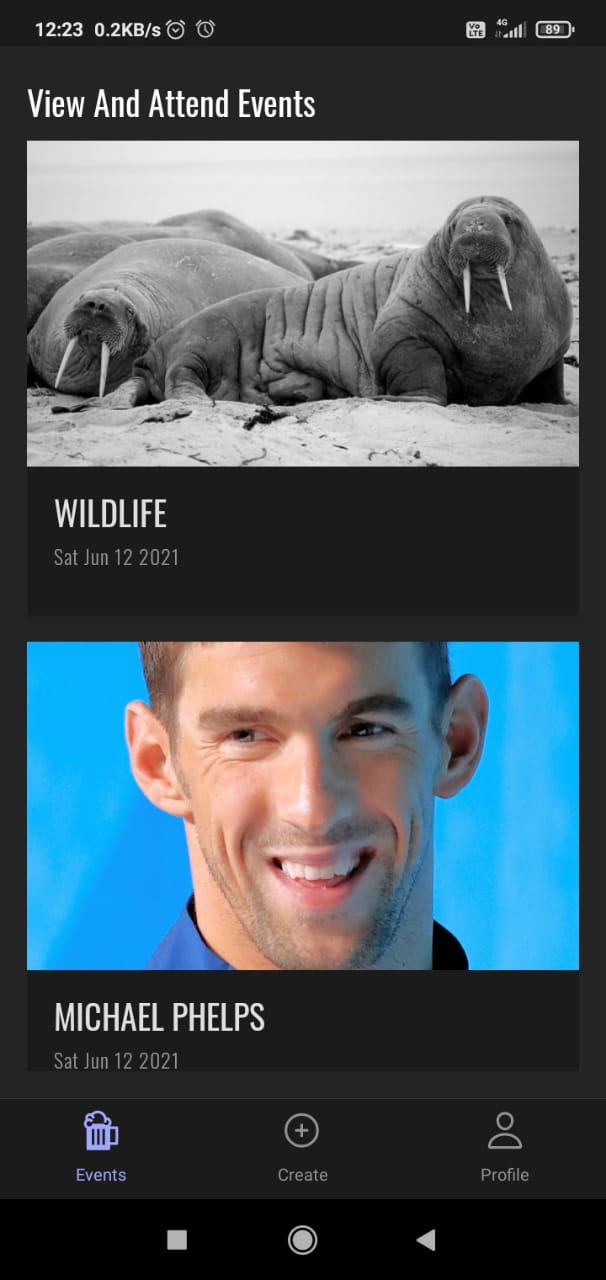 12:23 0.2KB/s Vo LTE 4G 89
View And Attend Events
WILDLIFE
Sat Jun 12 2021
MICHAEL PHELPS
Sat Jun 12 2021
Events Create Profile